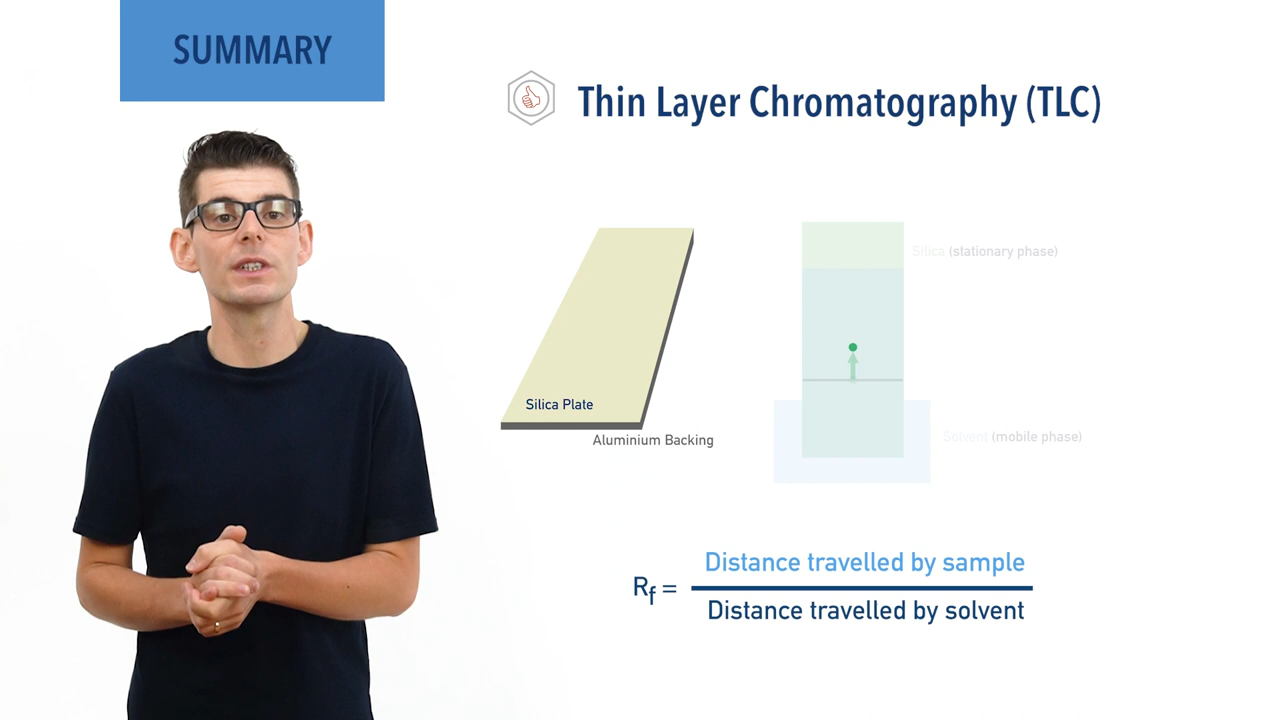 SUMMARY
Thin Layer Chromatography (TLC)
Silica (stationary phase)
Silica Plate
Aluminium Backing
Solvent (mobile phase)
Distance travelled by sample
Rf =
Distance travelled by solvent